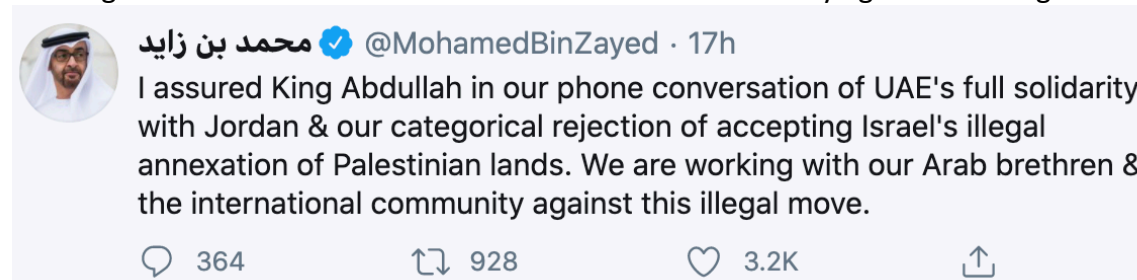 محمد بن زايد @MohamedBinZayed · 17h
I assured King Abdullah in our phone conversation of UAE's full solidarity
with Jordan & our categorical rejection of accepting Israel's illegal
annexation of Palestinian lands. We are working with our Arab brethren &
the international community against this illegal move.
364 928 3.2K